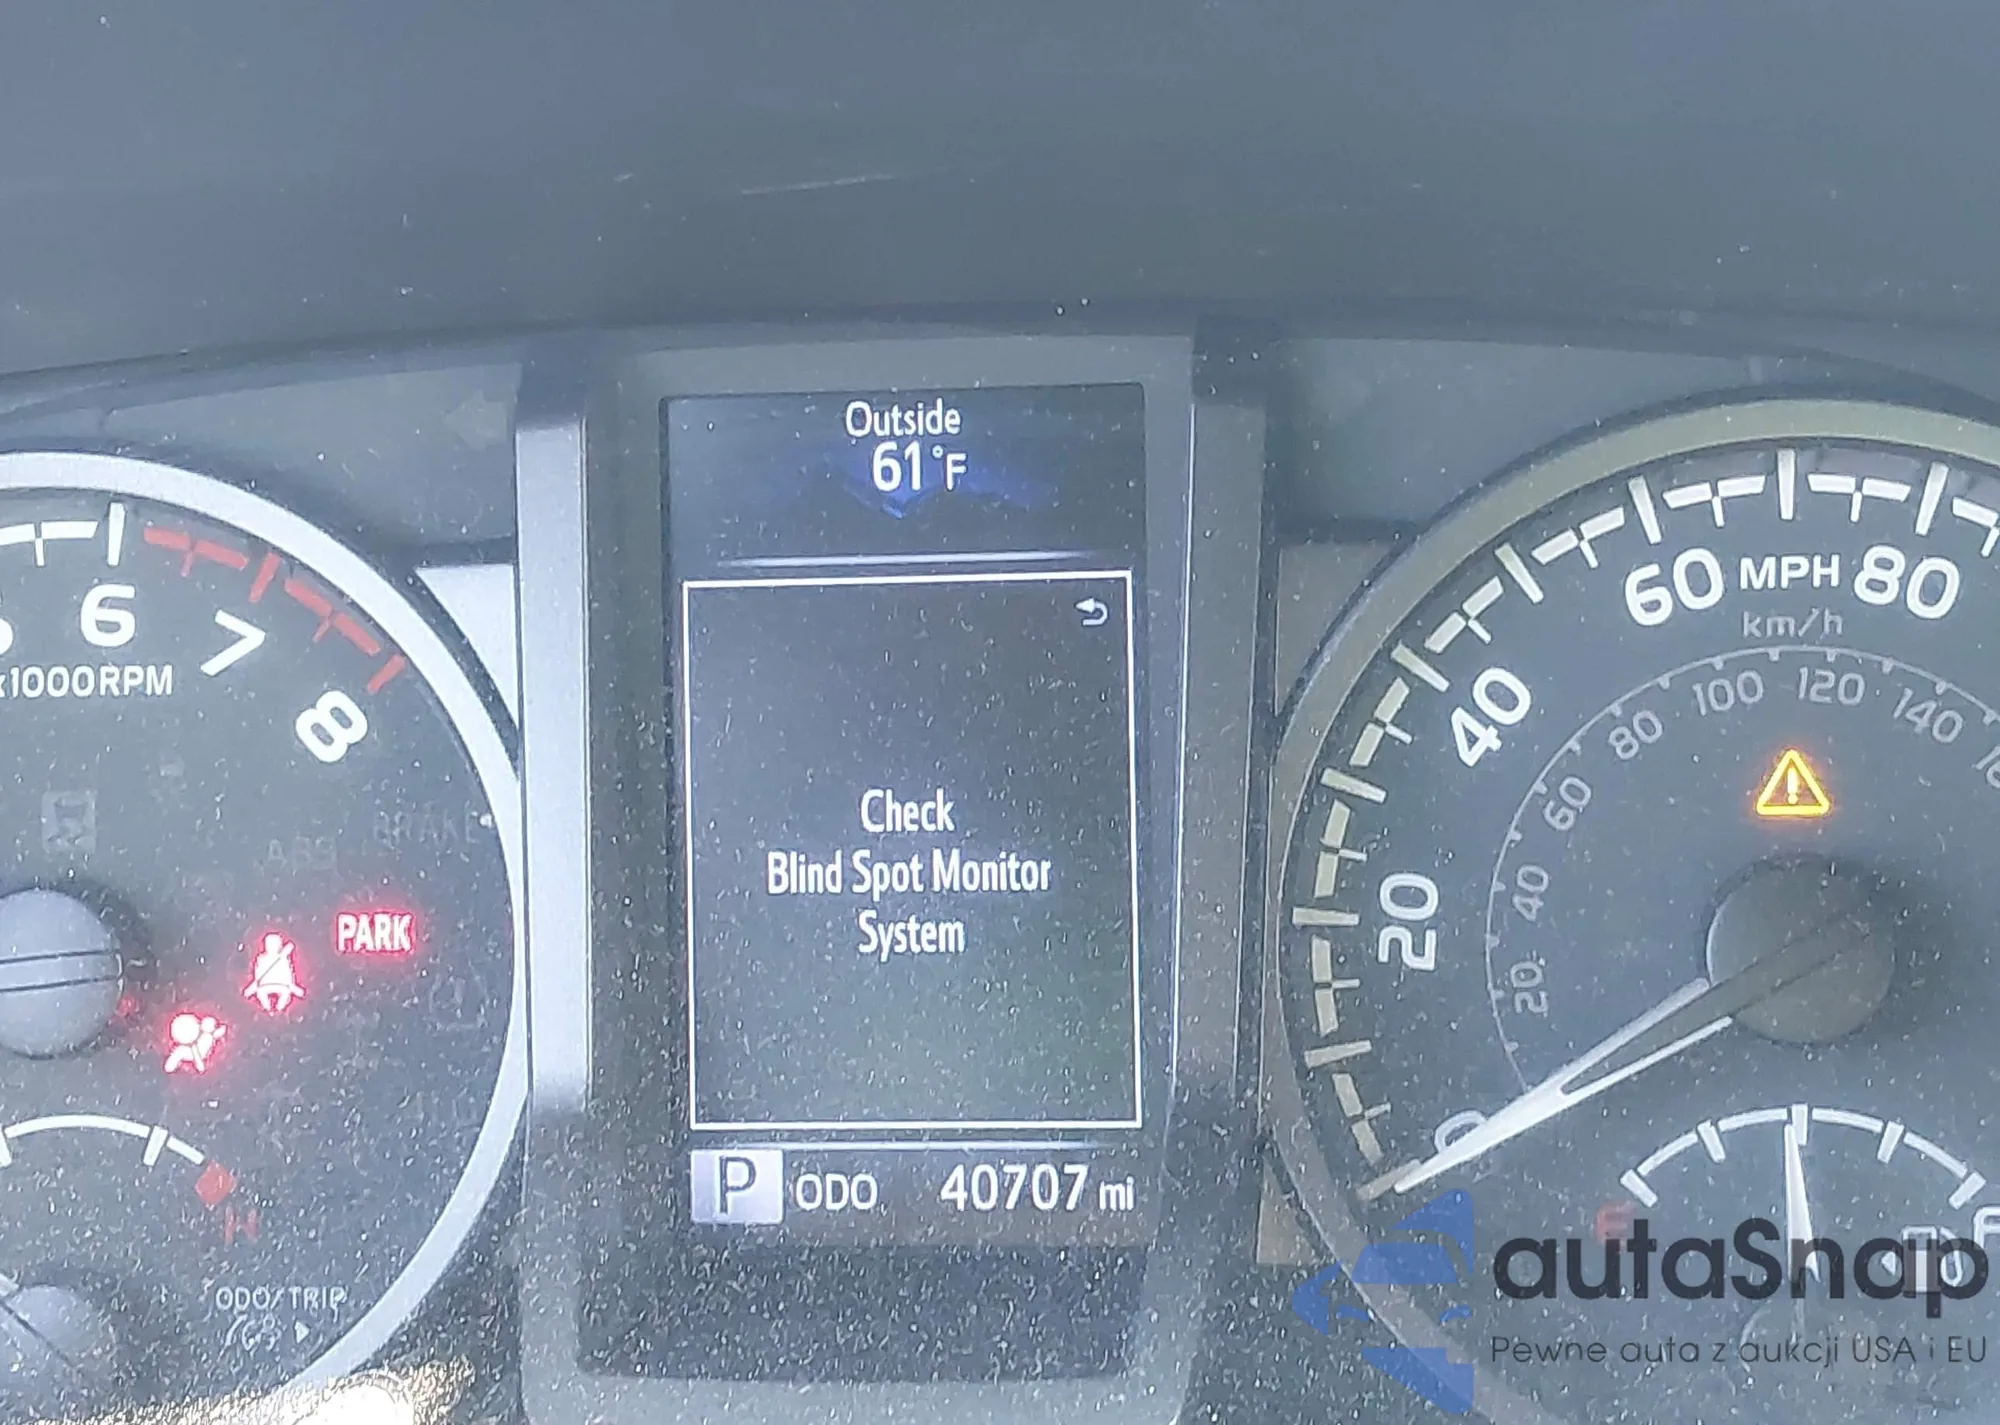 Outside
61°F
6
7
8
x1000RPM
BRAKE
ABS
PARK
H
ODO/TRIP
Check
Blind Spot Monitor
System
P ODO 40707 mi
0
20
40
60 MPH 80
km/h
20
40
60
80
100
120
140
E
F
autaSnap
Pewne auta z aukcji USA i EU